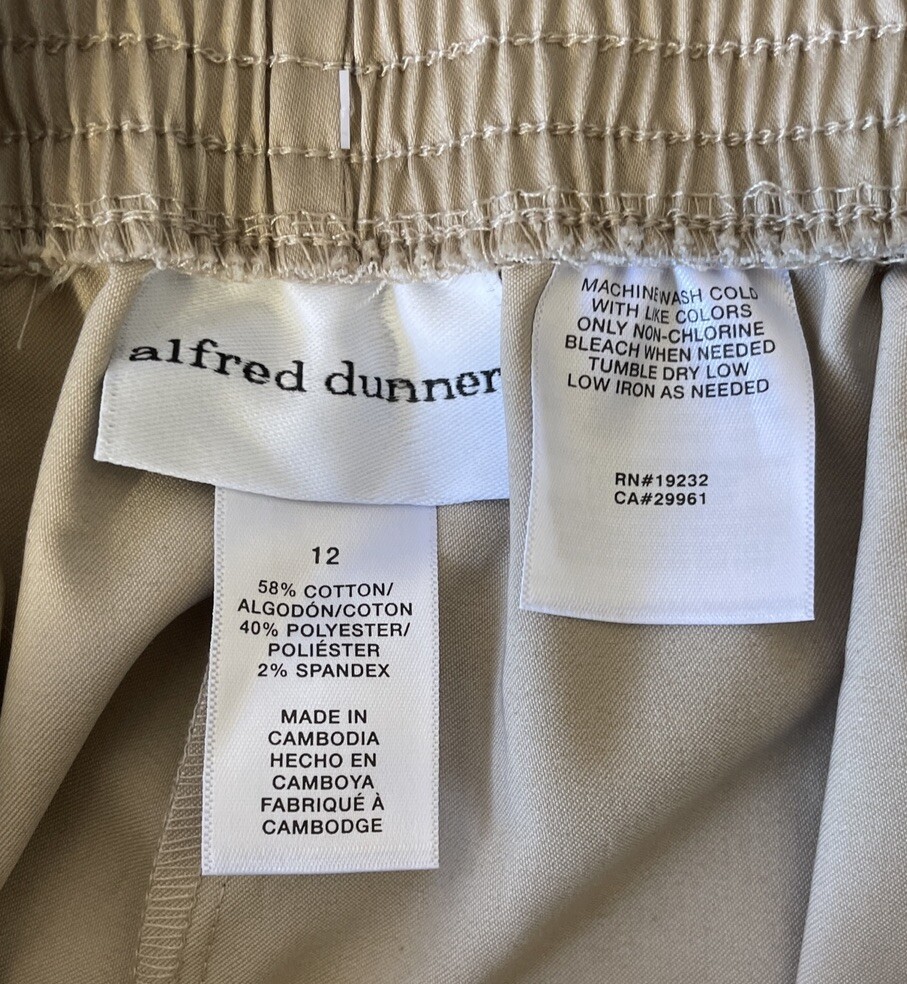 alfred dunner
12
58% COTTON/
ALGODÓN/COTON
40% POLYESTER/
POLIÉSTER
2% SPANDEX
MADE IN
CAMBODIA
HECHO EN
CAMBOYA
FABRIQUÉ À
CAMBODGE
MACHINE WASH COLD
WITH LIKE COLORS
ONLY NON-CHLORINE
BLEACH WHEN NEEDED
TUMBLE DRY LOW
LOW IRON AS NEEDED
RN#19232
CA#29961